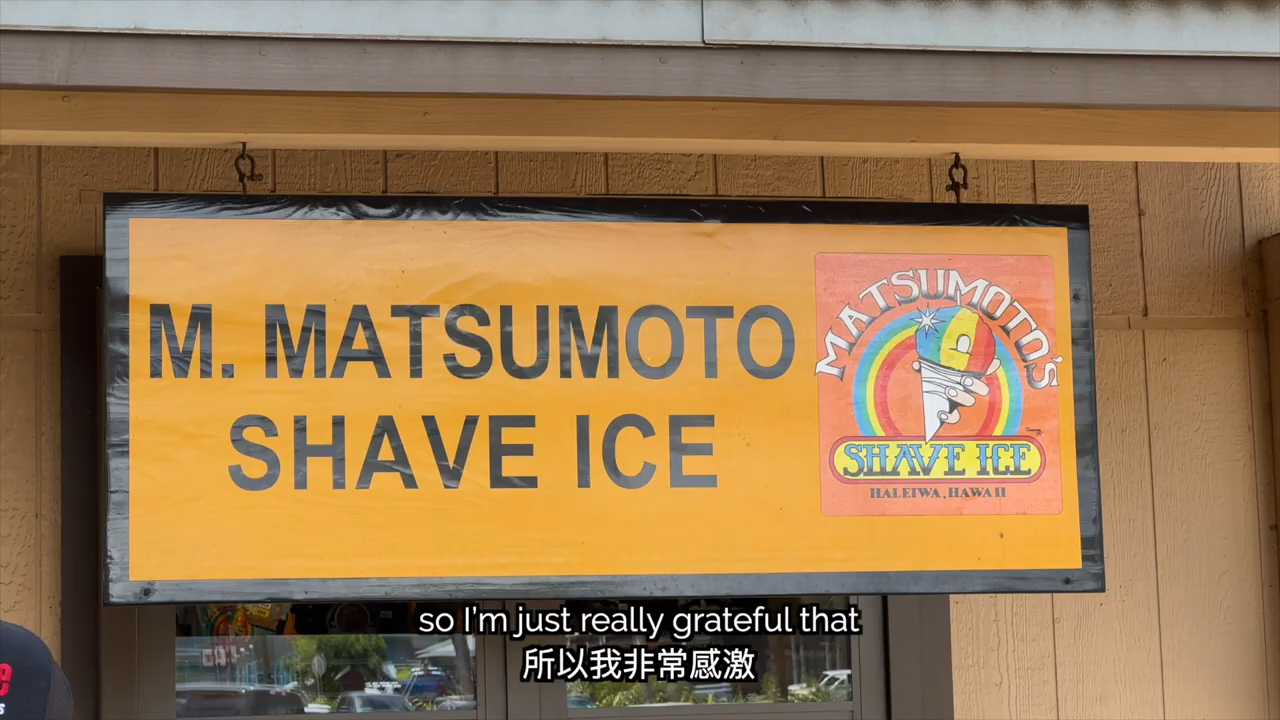 M. MATSUMOTO
SHAVE ICE
MATSUMOTO'S
SHAVE ICE
HALEIWA, HAWAII
so I'm just really grateful that
所以我非常感激